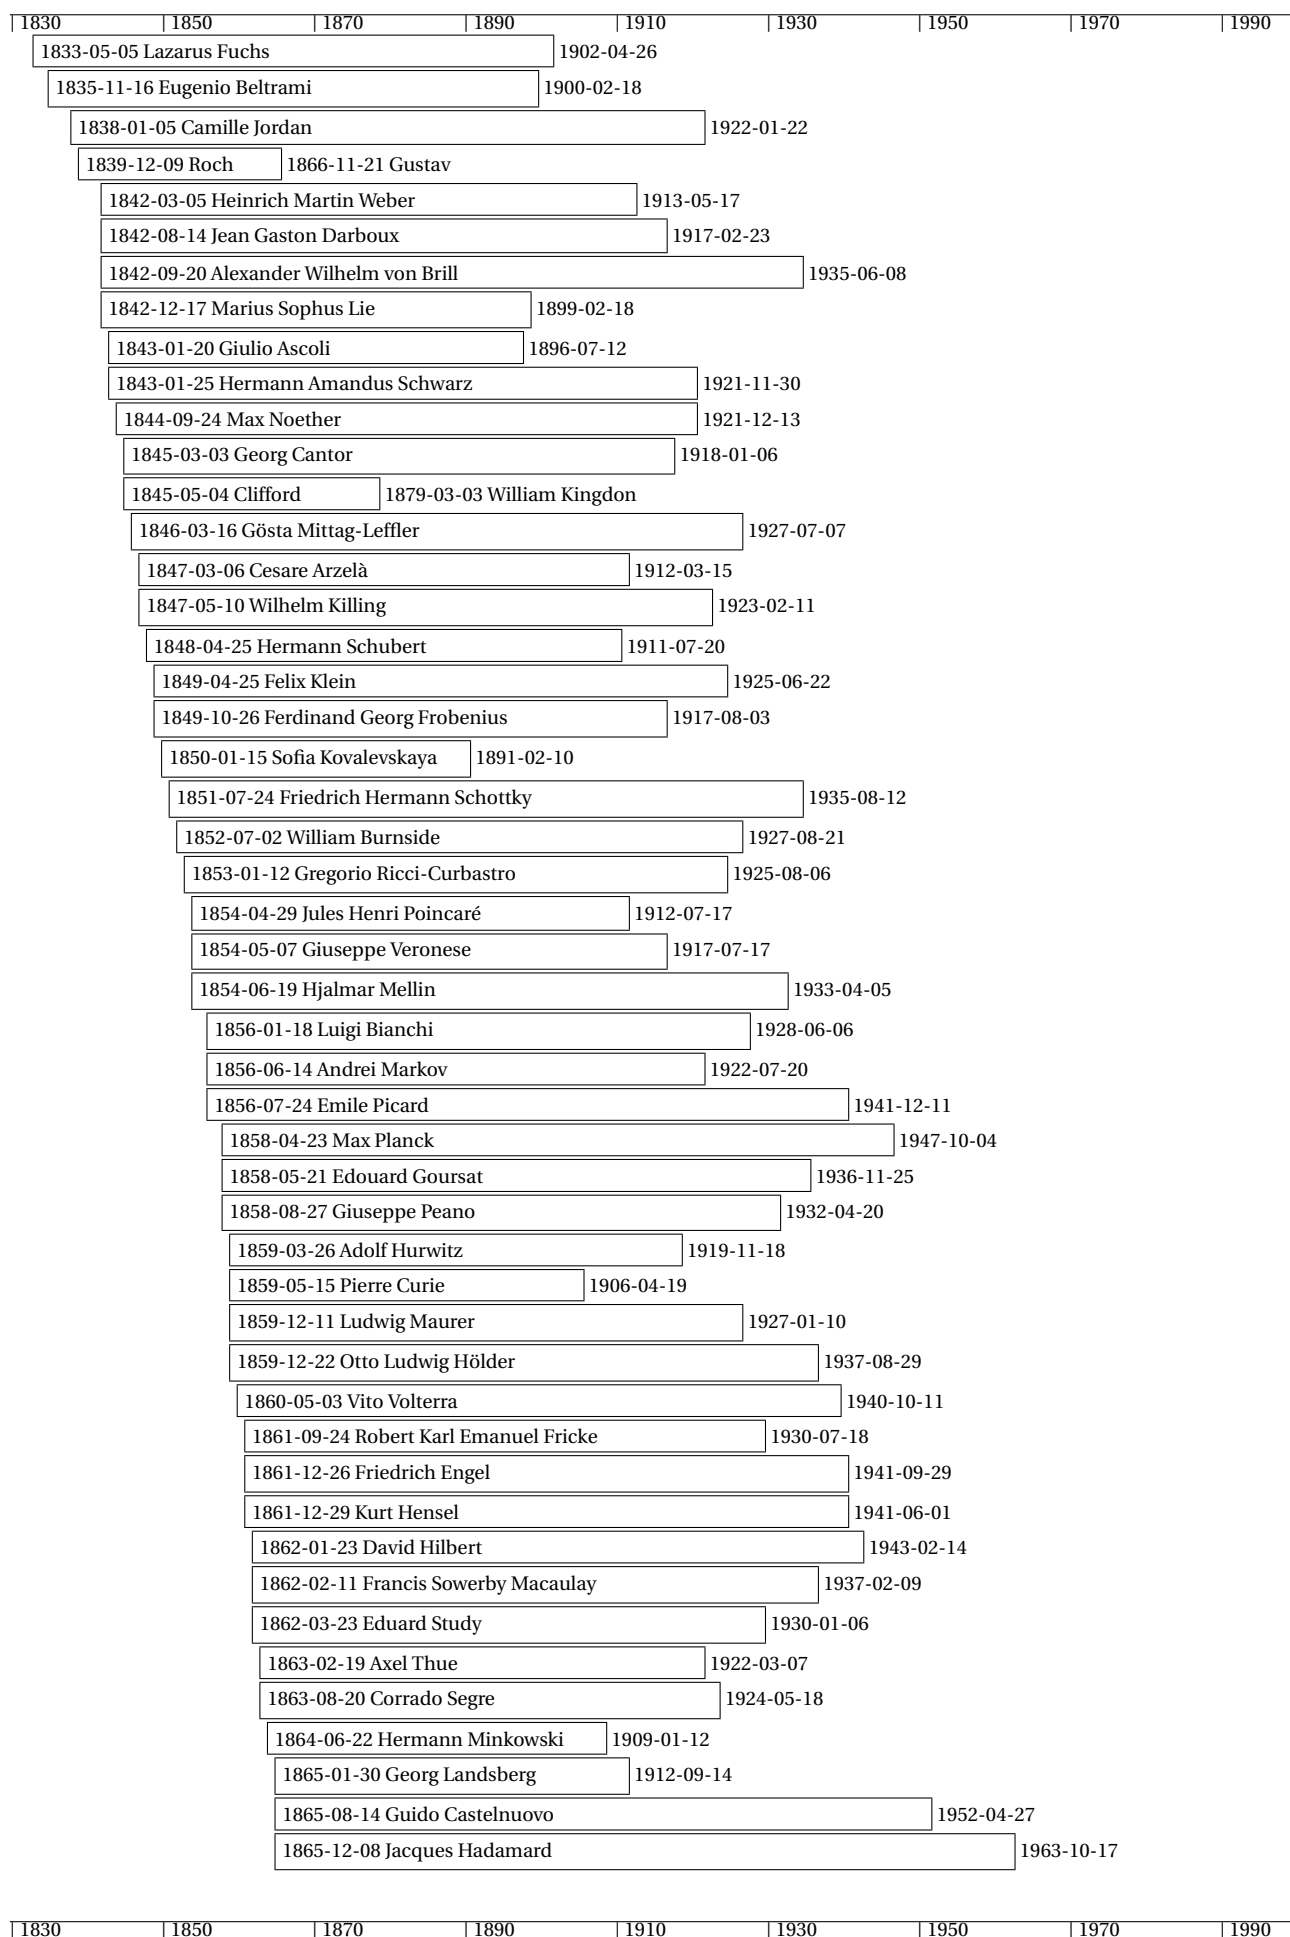 1830 1850 1870 1890 1910 1930 1950 1970 1990
1833-05-05 Lazarus Fuchs 1902-04-26
1835-11-16 Eugenio Beltrami 1900-02-18
1838-01-05 Camille Jordan 1922-01-22
1839-12-09 Roch 1866-11-21 Gustav
1842-03-05 Heinrich Martin Weber 1913-05-17
1842-08-14 Jean Gaston Darboux 1917-02-23
1842-09-20 Alexander Wilhelm von Brill 1935-06-08
1842-12-17 Marius Sophus Lie 1899-02-18
1843-01-20 Giulio Ascoli 1896-07-12
1843-01-25 Hermann Amandus Schwarz 1921-11-30
1844-09-24 Max Noether 1921-12-13
1845-03-03 Georg Cantor 1918-01-06
1845-05-04 Clifford 1879-03-03 William Kingdon
1846-03-16 Gösta Mittag-Leffler 1927-07-07
1847-03-06 Cesare Arzelà 1912-03-15
1847-05-10 Wilhelm Killing 1923-02-11
1848-04-25 Hermann Schubert 1911-07-20
1849-04-25 Felix Klein 1925-06-22
1849-10-26 Ferdinand Georg Frobenius 1917-08-03
1850-01-15 Sofia Kovalevskaya 1891-02-10
1851-07-24 Friedrich Hermann Schottky 1935-08-12
1852-07-02 William Burnside 1927-08-21
1853-01-12 Gregorio Ricci-Curbastro 1925-08-06
1854-04-29 Jules Henri Poincaré 1912-07-17
1854-05-07 Giuseppe Veronese 1917-07-17
1854-06-19 Hjalmar Mellin 1933-04-05
1856-01-18 Luigi Bianchi 1928-06-06
1856-06-14 Andrei Markov 1922-07-20
1856-07-24 Emile Picard 1941-12-11
1858-04-23 Max Planck 1947-10-04
1858-05-21 Edouard Goursat 1936-11-25
1858-08-27 Giuseppe Peano 1932-04-20
1859-03-26 Adolf Hurwitz 1919-11-18
1859-05-15 Pierre Curie 1906-04-19
1859-12-11 Ludwig Maurer 1927-01-10
1859-12-22 Otto Ludwig Hölder 1937-08-29
1860-05-03 Vito Volterra 1940-10-11
1861-09-24 Robert Karl Emanuel Fricke 1930-07-18
1861-12-26 Friedrich Engel 1941-09-29
1861-12-29 Kurt Hensel 1941-06-01
1862-01-23 David Hilbert 1943-02-14
1862-02-11 Francis Sowerby Macaulay 1937-02-09
1862-03-23 Eduard Study 1930-01-06
1863-02-19 Axel Thue 1922-03-07
1863-08-20 Corrado Segre 1924-05-18
1864-06-22 Hermann Minkowski 1909-01-12
1865-01-30 Georg Landsberg 1912-09-14
1865-08-14 Guido Castelnuovo 1952-04-27
1865-12-08 Jacques Hadamard 1963-10-17
1830 1850 1870 1890 1910 1930 1950 1970 1990